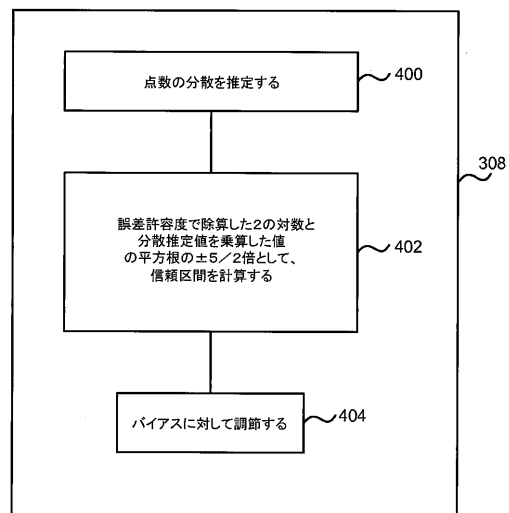 点数の分散を推定する
400
308
誤差許容度で除算した2の対数と
分散推定値を乗算した値
の平方根の±5/2倍として、
信頼区間を計算する
402
バイアスに対して調節する
404